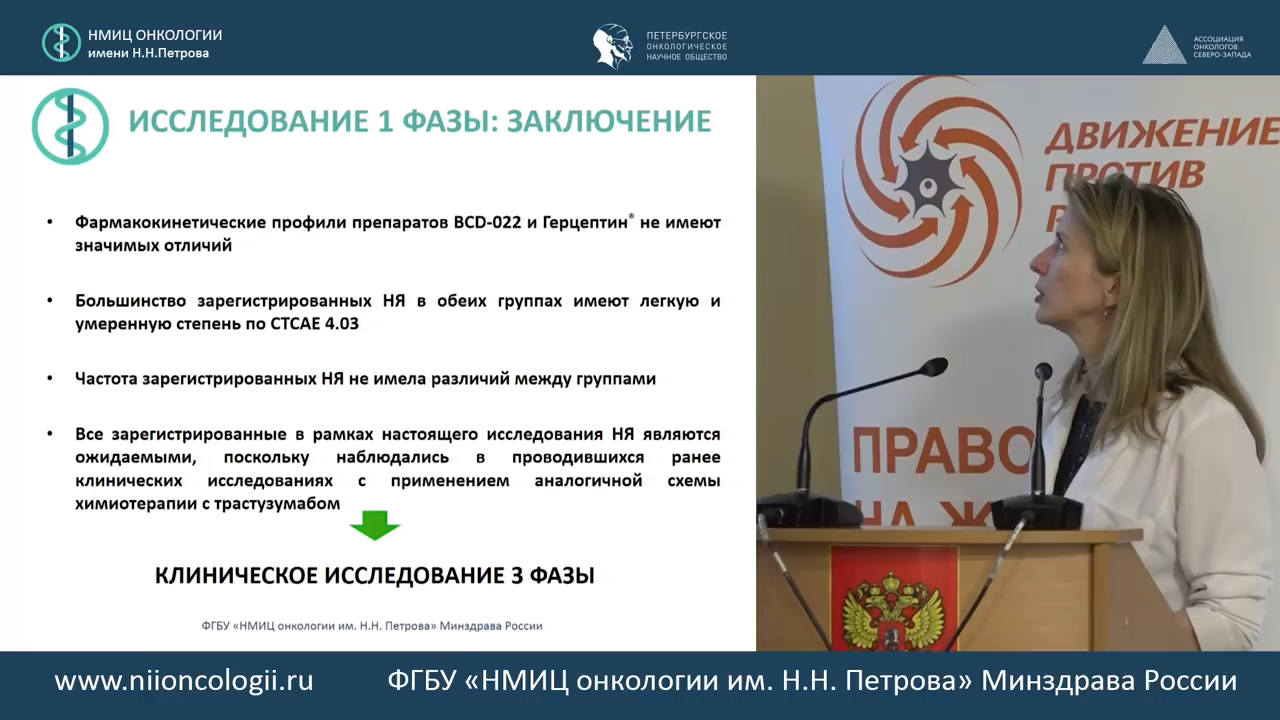 НМИЦ ОНКОЛОГИИ
имени Н.Н.Петрова
ПЕТЕРБУРГСКОЕ
ОНКОЛОГИЧЕСКОЕ
НАУЧНОЕ ОБЩЕСТВО
АССОЦИАЦИЯ
ОНКОЛОГОВ
СЕВЕРО-ЗАПАДА
ИССЛЕДОВАНИЕ 1 ФАЗЫ: ЗАКЛЮЧЕНИЕ
• Фармакокинетические профили препаратов BCD-022 и Герцептин® не имеют
значимых отличий
• Большинство зарегистрированных НЯ в обеих группах имеют легкую и
умеренную степень по СТСАЕ 4.03
• Частота зарегистрированных НЯ не имела различий между группами
• Все зарегистрированные в рамках настоящего исследования НЯ являются
ожидаемыми, поскольку наблюдались в проводившихся ранее
клинических исследованиях с применением аналогичной схемы
химиотерапии с трастузумабом
КЛИНИЧЕСКОЕ ИССЛЕДОВАНИЕ 3 ФАЗЫ
ФГБУ «НМИЦ онкологии им. Н.Н. Петрова» Минздрава России
ДВИЖЕНИЕ
ПРОТИВ
ПРАВО
НА
www.niioncologii.ru
ФГБУ «НМИЦ онкологии им. Н.Н. Петрова» Минздрава России